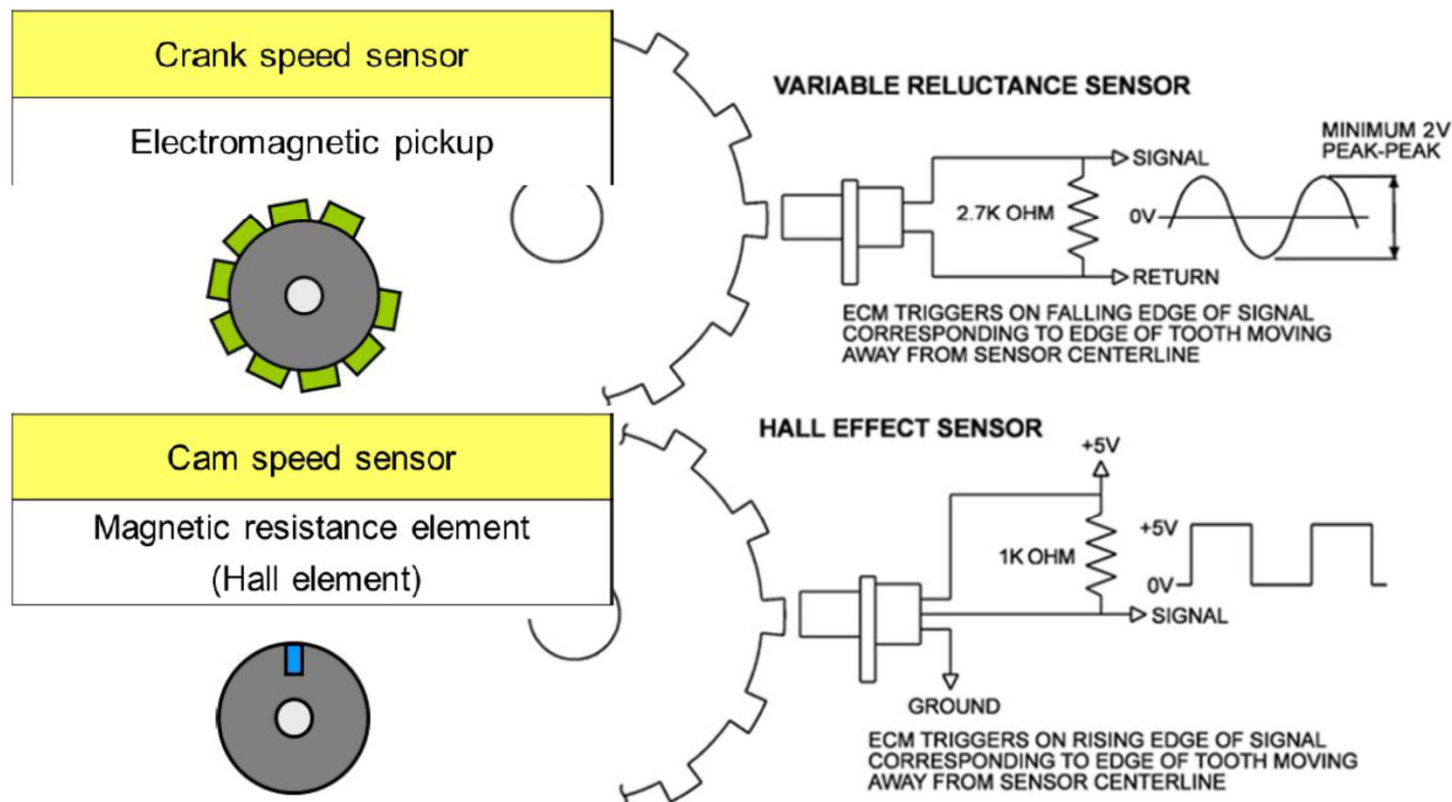 Crank speed sensor
Electromagnetic pickup
VARIABLE RELUCTANCE SENSOR
SIGNAL
2.7K OHM
RETURN
0V
MINIMUM 2V
PEAK-PEAK
ECM TRIGGERS ON FALLING EDGE OF SIGNAL
CORRESPONDING TO EDGE OF TOOTH MOVING
AWAY FROM SENSOR CENTERLINE
Cam speed sensor
Magnetic resistance element
(Hall element)
HALL EFFECT SENSOR
+5V
1K OHM
+5V
0V
SIGNAL
GROUND
ECM TRIGGERS ON RISING EDGE OF SIGNAL
CORRESPONDING TO EDGE OF TOOTH MOVING
AWAY FROM SENSOR CENTERLINE